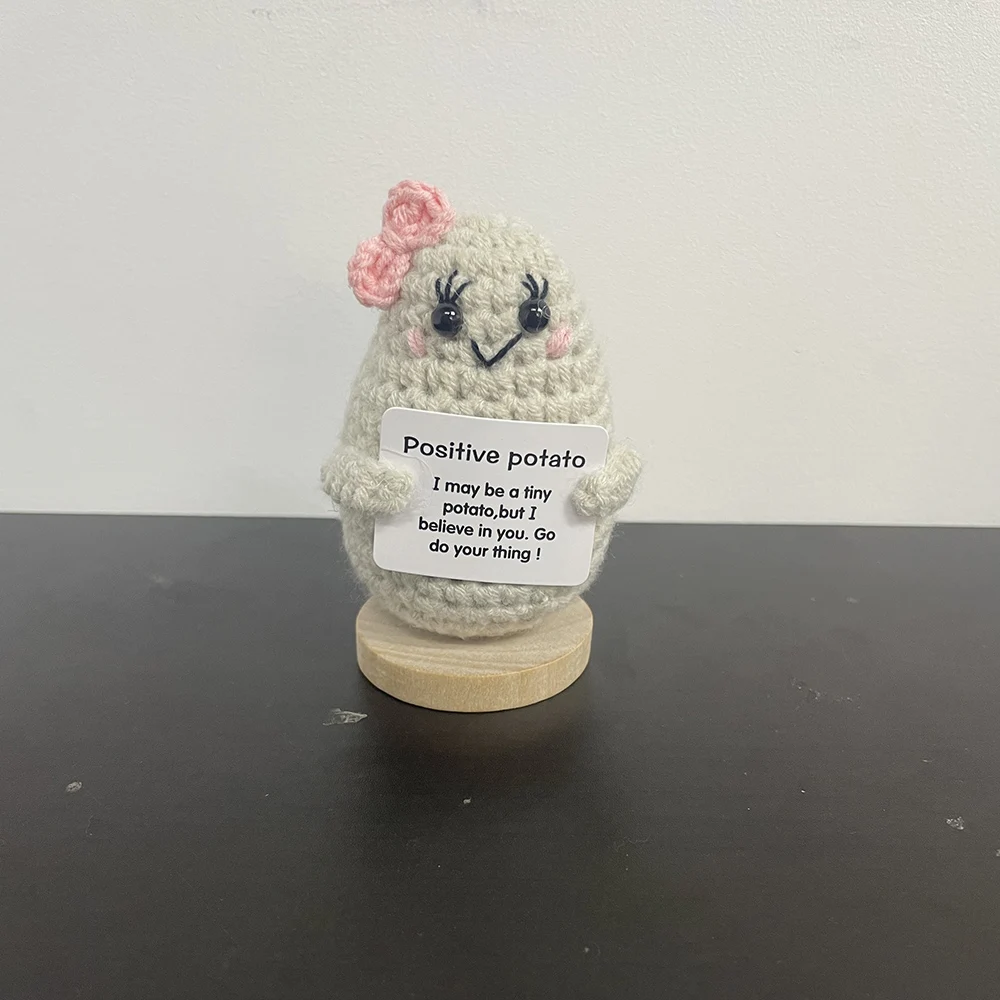 Positive potato
I may be a tiny
potato,but I
believe in you. Go
do your thing !